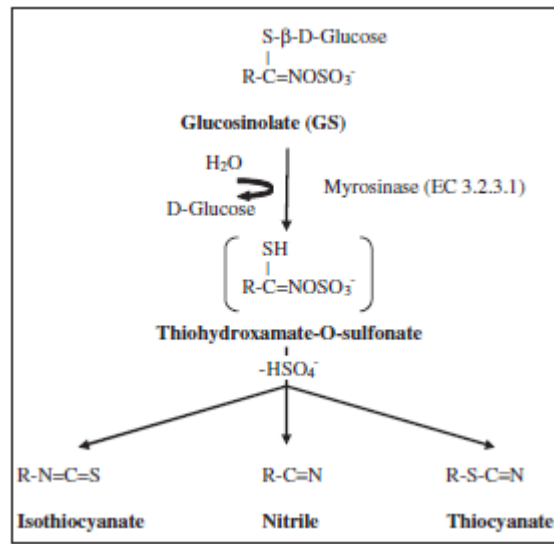 S-β-D-Glucose
|
R-C=NOSO₃⁻
Glucosinolate (GS)
H₂O
Myrosinase (EC 3.2.3.1)
D-Glucose
SH
|
R-C=NOSO₃⁻
Thiohydroxamate-O-sulfonate
-HSO₄⁻
R-N=C=S R-C=N R-S-C=N
Isothiocyanate Nitrile Thiocyanate